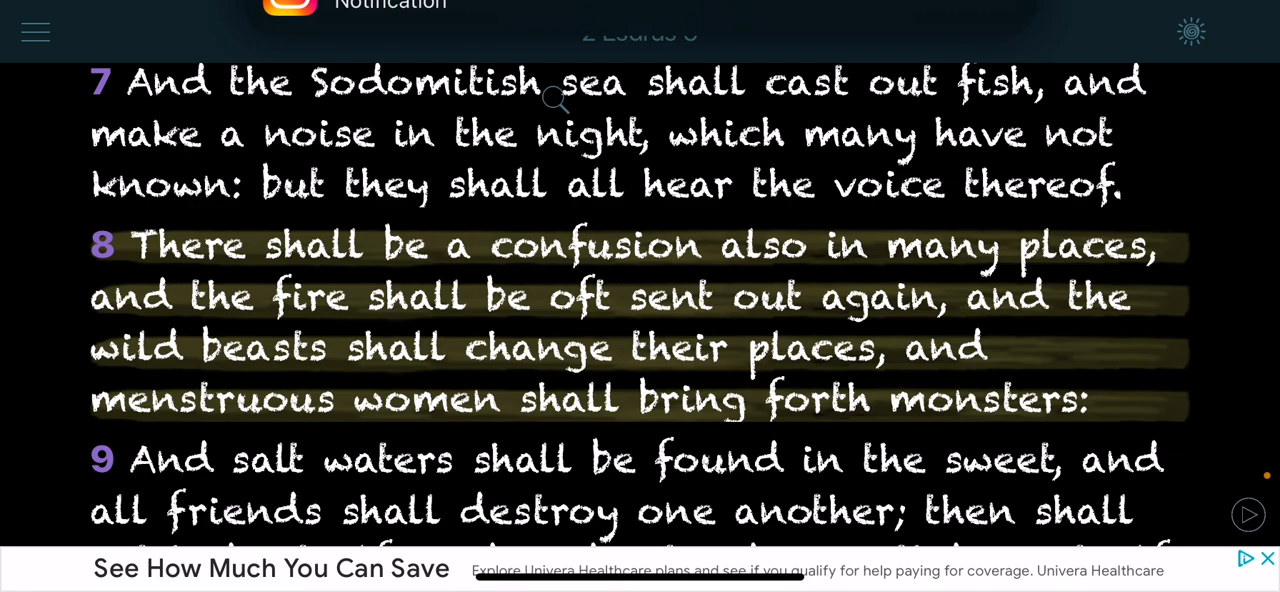 Notification
7 And the Sodomitish sea shall cast out fish, and
make a noise in the night, which many have not
known: but they shall all hear the voice thereof.
8 There shall be a confusion also in many places,
and the fire shall be oft sent out again, and the
wild beasts shall change their places, and
menstruous women shall bring forth monsters:
9 And salt waters shall be found in the sweet, and
all friends shall destroy one another; then shall
See How Much You Can Save
Explore Univera Healthcare plans and see if you qualify for help paying for coverage. Univera Healthcare